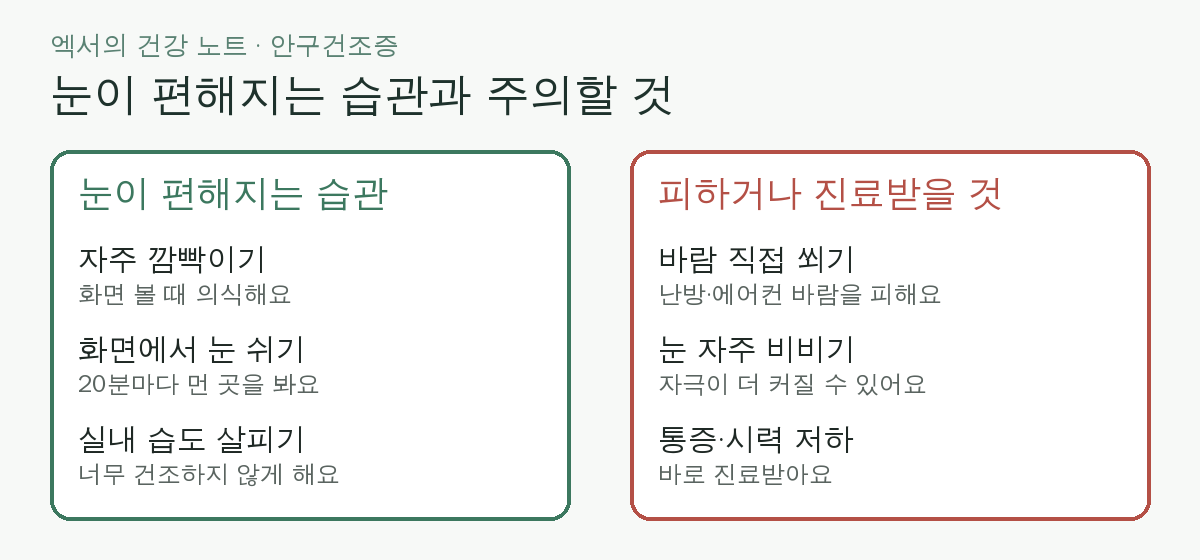 엑서의 건강 노트 · 안구건조증
눈이 편해지는 습관과 주의할 것
눈이 편해지는 습관
자주 깜빡이기
화면 볼 때 의식해요
화면에서 눈 쉬기
20분마다 먼 곳을 봐요
실내 습도 살피기
너무 건조하지 않게 해요
피하거나 진료받을 것
바람 직접 쐬기
난방·에어컨 바람을 피해요
눈 자주 비비기
자극이 더 커질 수 있어요
통증·시력 저하
바로 진료받아요